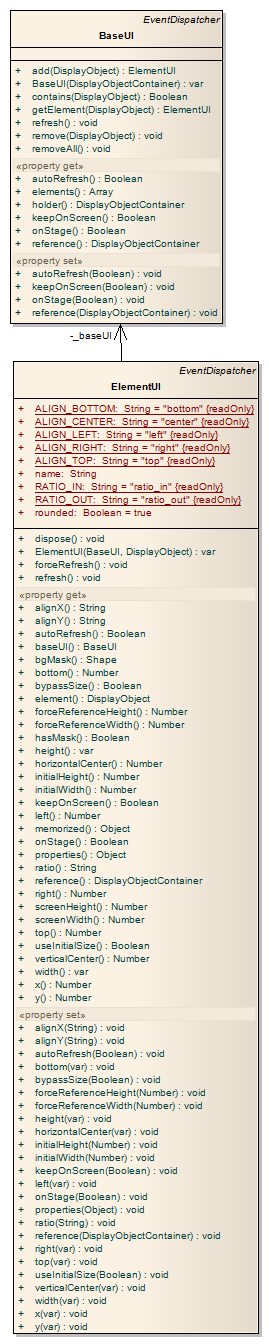 EventDispatcher
BaseUI
+ add(DisplayObject) : ElementUI
+ BaseUI(DisplayObjectContainer) : var
+ contains(DisplayObject) : Boolean
+ getElement(DisplayObject) : ElementUI
+ refresh() : void
+ remove(DisplayObject) : void
+ removeAll() : void
«property get»
+ autoRefresh() : Boolean
+ elements() : Array
+ holder() : DisplayObjectContainer
+ keepOnScreen() : Boolean
+ onStage() : Boolean
+ reference() : DisplayObjectContainer
«property set»
+ autoRefresh(Boolean) : void
+ keepOnScreen(Boolean) : void
+ onStage(Boolean) : void
+ reference(DisplayObjectContainer) : void
-_baseUI
EventDispatcher
ElementUI
+ ALIGN_BOTTOM: String = "bottom" {readOnly}
+ ALIGN_CENTER: String = "center" {readOnly}
+ ALIGN_LEFT: String = "left" {readOnly}
+ ALIGN_RIGHT: String = "right" {readOnly}
+ ALIGN_TOP: String = "top" {readOnly}
+ name: String
+ RATIO_IN: String = "ratio_in" {readOnly}
+ RATIO_OUT: String = "ratio_out" {readOnly}
+ rounded: Boolean = true
+ dispose() : void
+ ElementUI(BaseUI, DisplayObject) : var
+ forceRefresh() : void
+ refresh() : void
«property get»
+ alignX() : String
+ alignY() : String
+ autoRefresh() : Boolean
+ baseUI() : BaseUI
+ bgMask() : Shape
+ bottom() : Number
+ bypassSize() : Boolean
+ element() : DisplayObject
+ forceReferenceHeight() : Number
+ forceReferenceWidth() : Number
+ hasMask() : Boolean
+ height() : var
+ horizontalCenter() : Number
+ initialHeight() : Number
+ initialWidth() : Number
+ keepOnScreen() : Boolean
+ left() : Number
+ memorized() : Object
+ onStage() : Boolean
+ properties() : Object
+ ratio() : String
+ reference() : DisplayObjectContainer
+ right() : Number
+ screenHeight() : Number
+ screenWidth() : Number
+ top() : Number
+ useInitialSize() : Boolean
+ verticalCenter() : Number
+ width() : var
+ x() : Number
+ y() : Number
«property set»
+ alignX(String) : void
+ alignY(String) : void
+ autoRefresh(Boolean) : void
+ bottom(var) : void
+ bypassSize(Boolean) : void
+ forceReferenceHeight(Number) : void
+ forceReferenceWidth(Number) : void
+ height(var) : void
+ horizontalCenter(var) : void
+ initialHeight(Number) : void
+ initialWidth(Number) : void
+ keepOnScreen(Boolean) : void
+ left(var) : void
+ onStage(Boolean) : void
+ properties(Object) : void
+ ratio(String) : void
+ reference(DisplayObjectContainer) : void
+ right(var) : void
+ top(var) : void
+ useInitialSize(Boolean) : void
+ verticalCenter(var) : void
+ width(var) : void
+ x(var) : void
+ y(var) : void